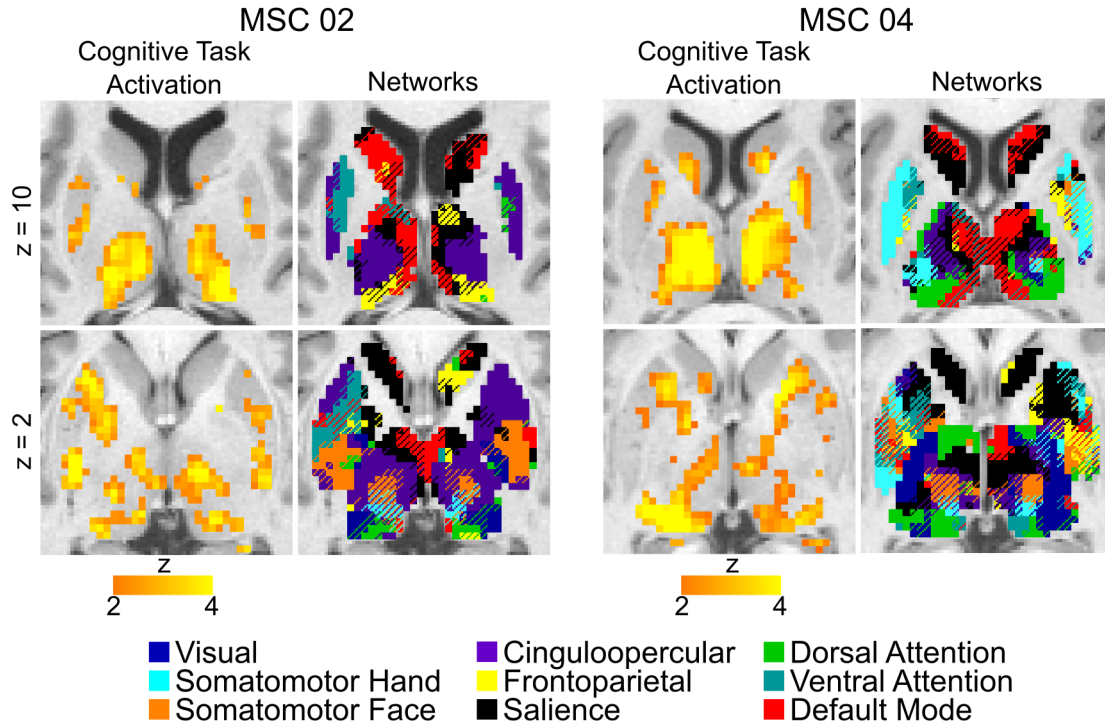 MSC 02
MSC 04
Cognitive Task
Activation
Networks
Cognitive Task
Activation
Networks
z = 10
z = 2
z
2 4
z
2 4
Visual
Cinguloopercular
Dorsal Attention
Somatomotor Hand
Frontoparietal
Ventral Attention
Somatomotor Face
Salience
Default Mode